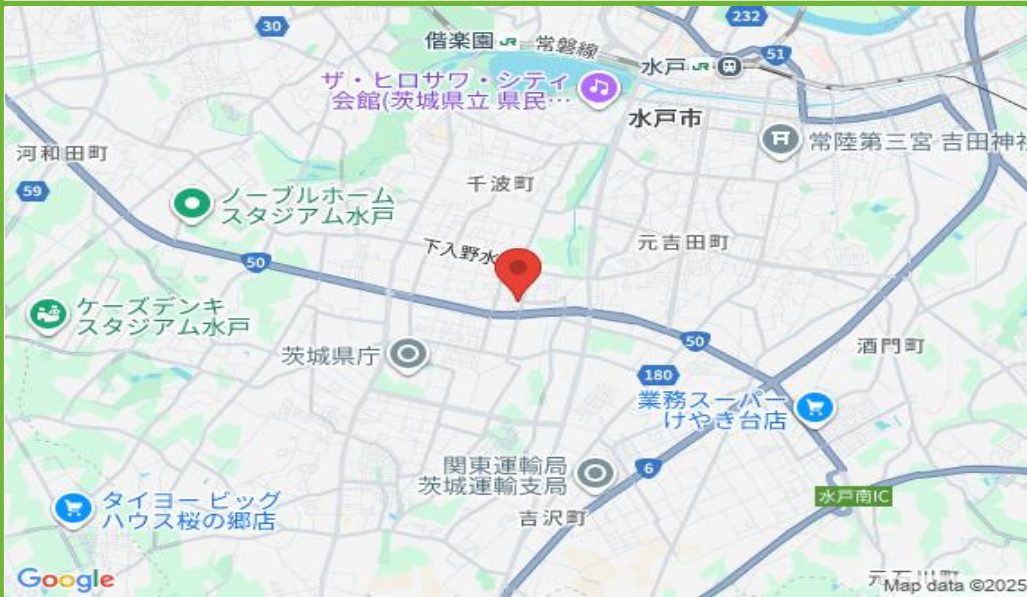 30
232
偕楽園
JR
常磐線
51
水戸
JR
ザ・ヒロサワ・シティ
会館(茨城県立 県民…
水戸市
常陸第三宮 吉田神社
河和田町
千波町
59
ノーブルホーム
スタジアム水戸
元吉田町
下入野水
50
ケーズデンキ
スタジアム水戸
茨城県庁
50
酒門町
180
業務スーパー
けやき台店
関東運輸局
茨城運輸支局
6
水戸南IC
タイヨー ビッグ
ハウス桜の郷店
吉沢町
Google
元石川町
Map data ©2025